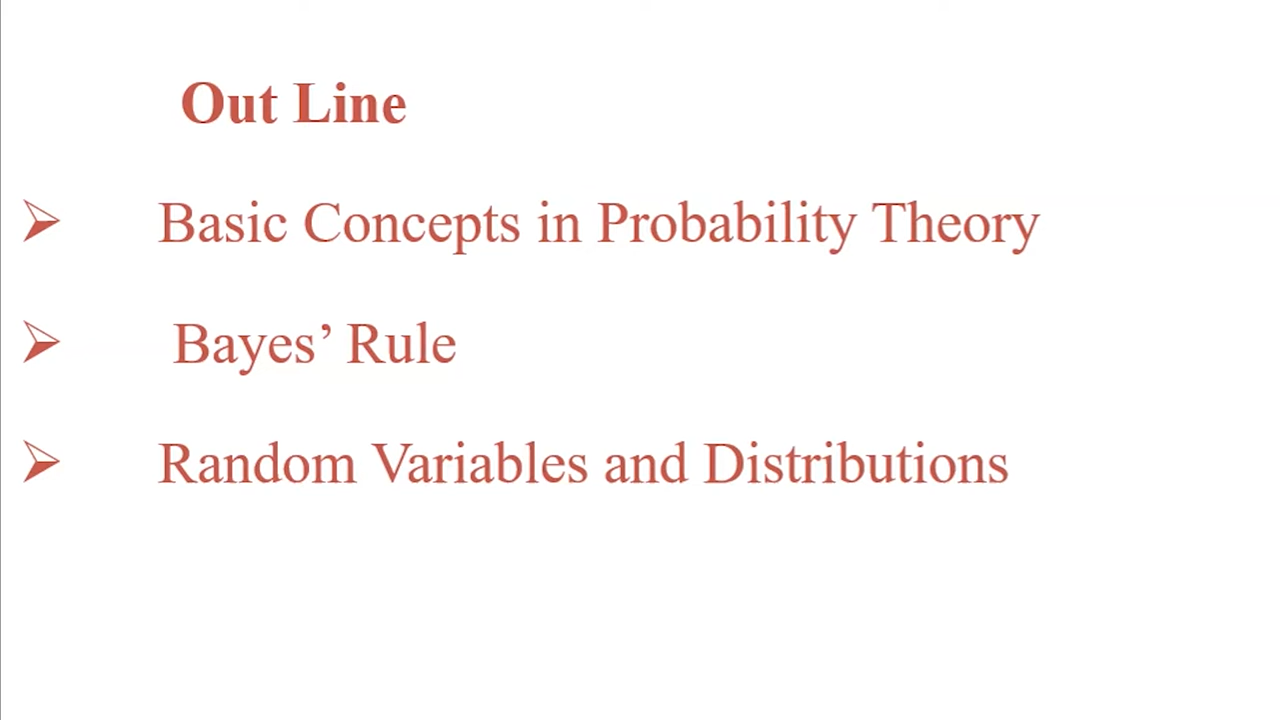 Out Line
➢ Basic Concepts in Probability Theory
➢ Bayes’ Rule
➢ Random Variables and Distributions